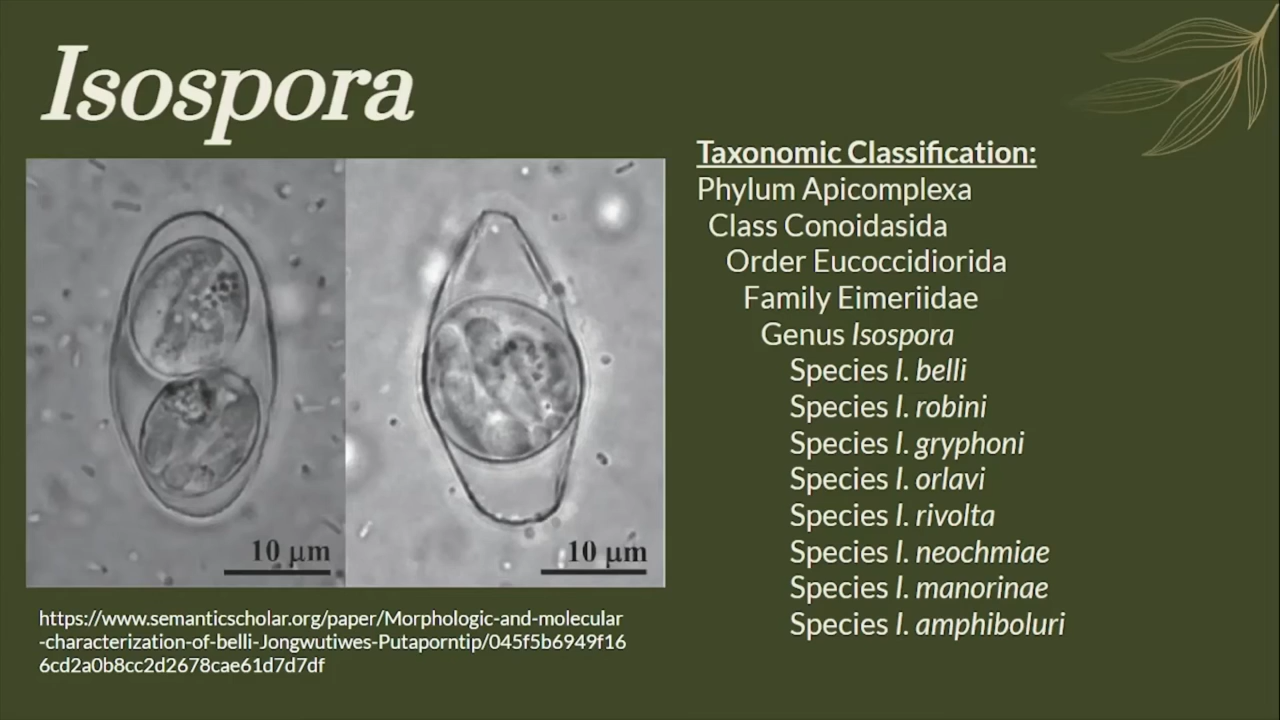 Isospora
10 μm
10 μm
https://www.semanticscholar.org/paper/Morphologic-and-molecular
-characterization-of-belli-Jongwutiwes-Putaporntip/045f5b6949f16
6cd2a0b8cc2d2678cae61d7d7df
Taxonomic Classification:
Phylum Apicomplexa
Class Conoidasida
Order Eucoccidiorida
Family Eimeriidae
Genus Isospora
Species I. belli
Species I. robini
Species I. gryphoni
Species I. orlavi
Species I. rivolta
Species I. neochmiae
Species I. manorinae
Species I. amphiboluri